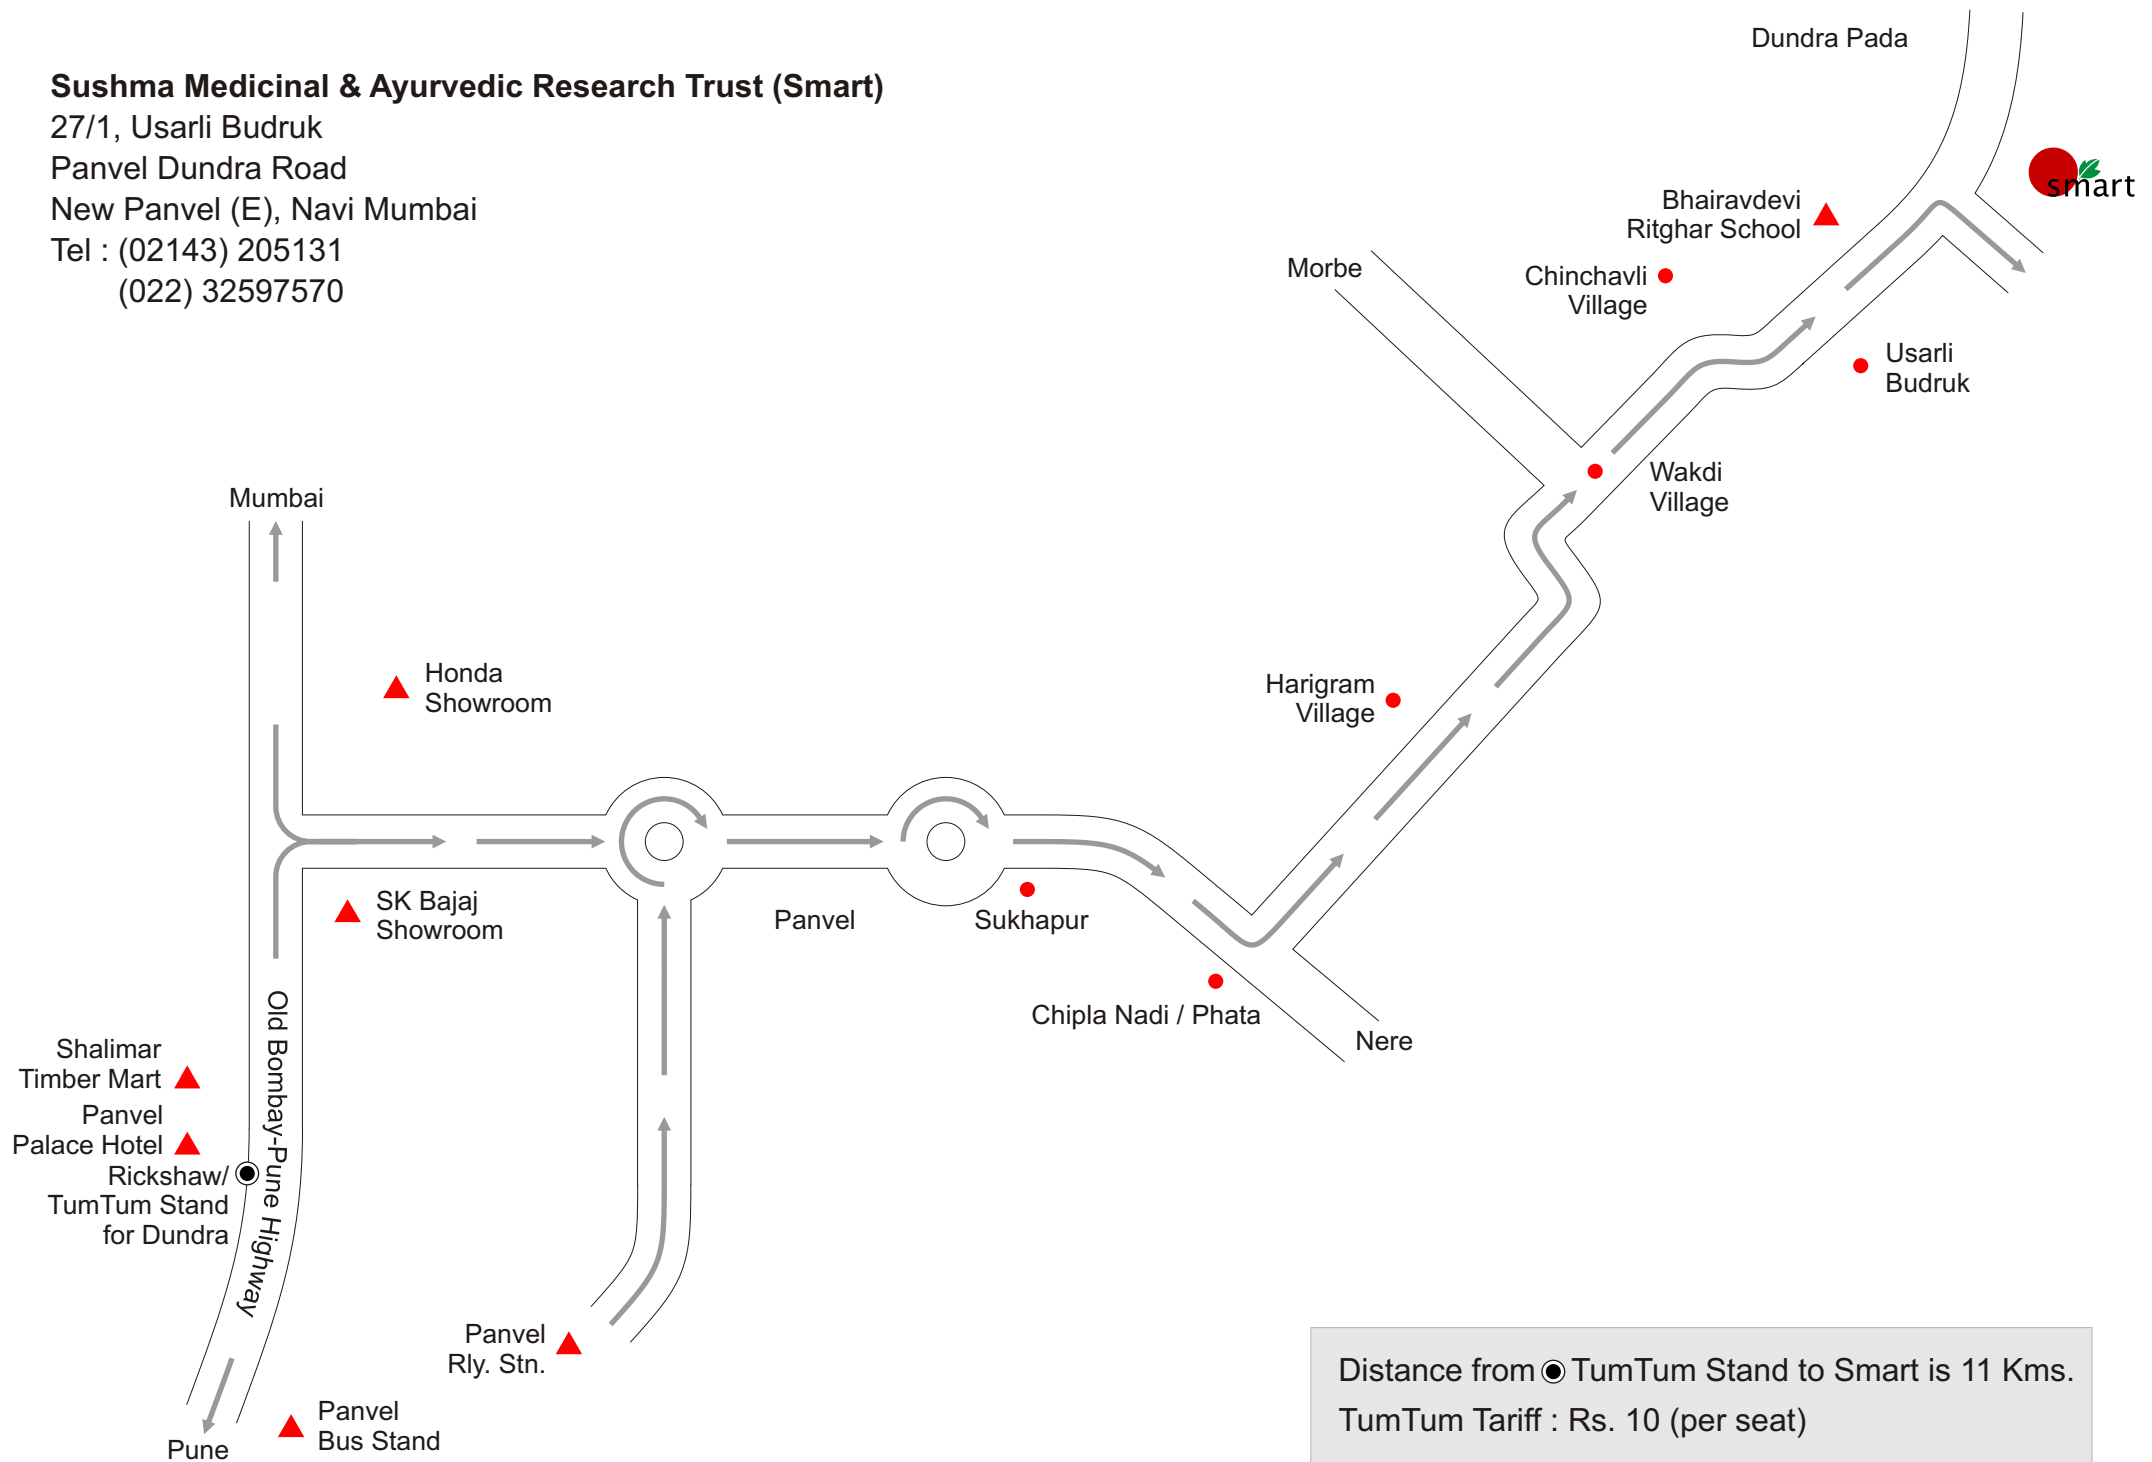 Sushma Medicinal & Ayurvedic Research Trust (Smart)
27/1, Usarli Budruk
Panvel Dundra Road
New Panvel (E), Navi Mumbai
Tel : (02143) 205131
(022) 32597570
Dundra Pada
smart
Bhairavdevi
Ritghar School
Morbe
Chinchavli
Village
Usarli
Budruk
Wakdi
Village
Mumbai
Honda
Showroom
Harigram
Village
SK Bajaj
Showroom
Panvel
Sukhapur
Chipla Nadi / Phata
Nere
Old Bombay-Pune Highway
Shalimar
Timber Mart
Panvel
Palace Hotel
Rickshaw/
TumTum Stand
for Dundra
Panvel
Rly. Stn.
Panvel
Bus Stand
Pune
Distance from TumTum Stand to Smart is 11 Kms.
TumTum Tariff : Rs. 10 (per seat)